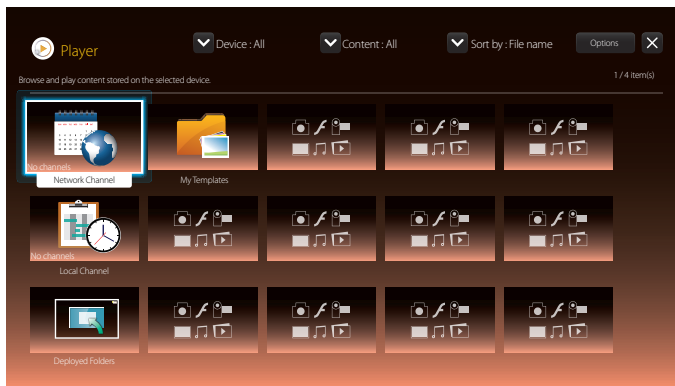 Player
Device : All
Content : All
Sort by : File name
Options
Browse and play content stored on the selected device.
1 / 4 item(s)
No channels
Network Channel
My Templates
No channels
Local Channel
Deployed Folders